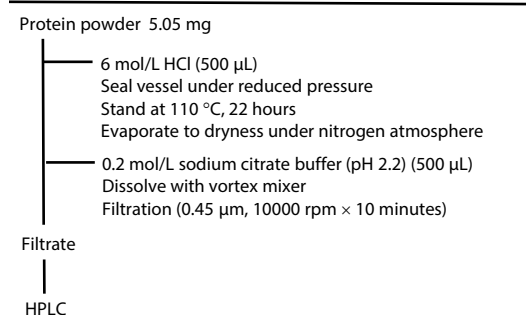 Protein powder 5.05 mg
6 mol/L HCl (500 μL)
Seal vessel under reduced pressure
Stand at 110 °C, 22 hours
Evaporate to dryness under nitrogen atmosphere
0.2 mol/L sodium citrate buffer (pH 2.2) (500 μL)
Dissolve with vortex mixer
Filtration (0.45 μm, 10000 rpm × 10 minutes)
Filtrate
HPLC